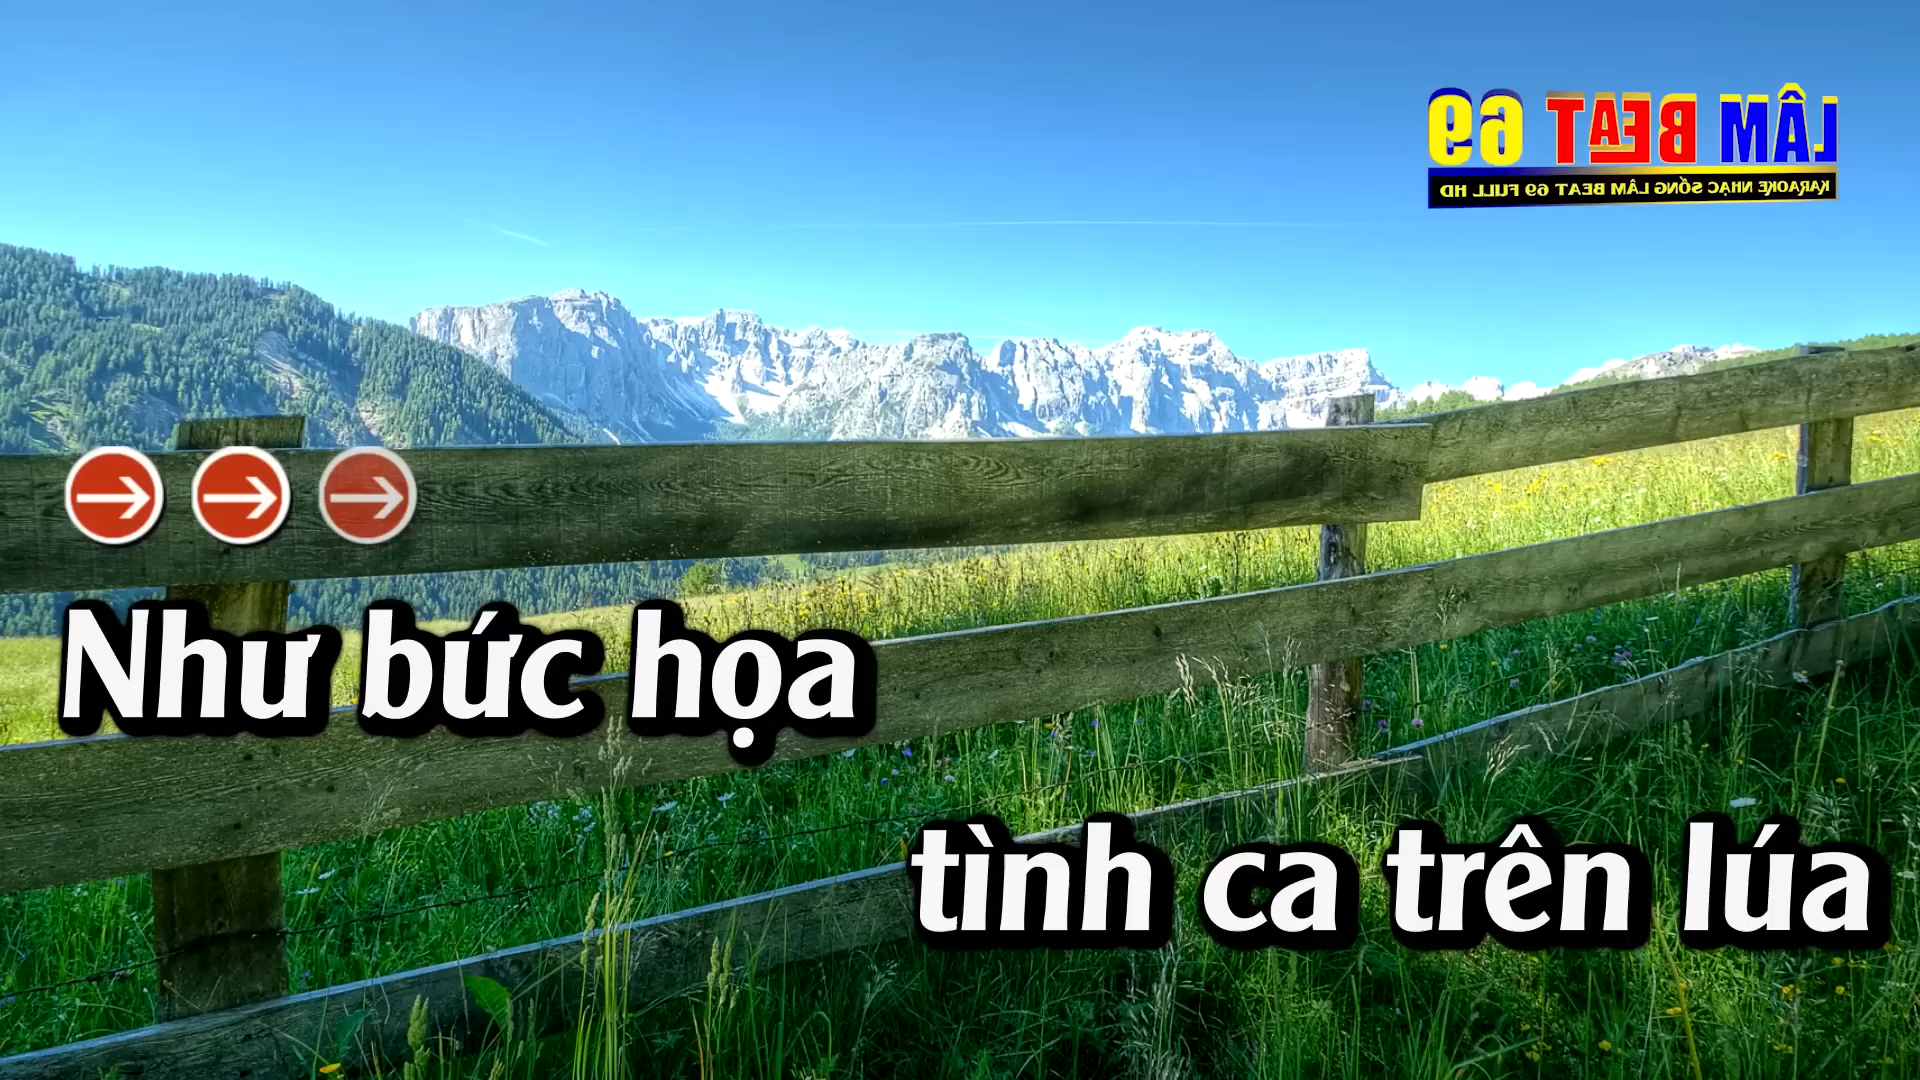 LÂM BEAT 69
KARAOKE NHẠC SỐNG LÂM BEAT 69 FULL HD
Như bức họa
tình ca trên lúa